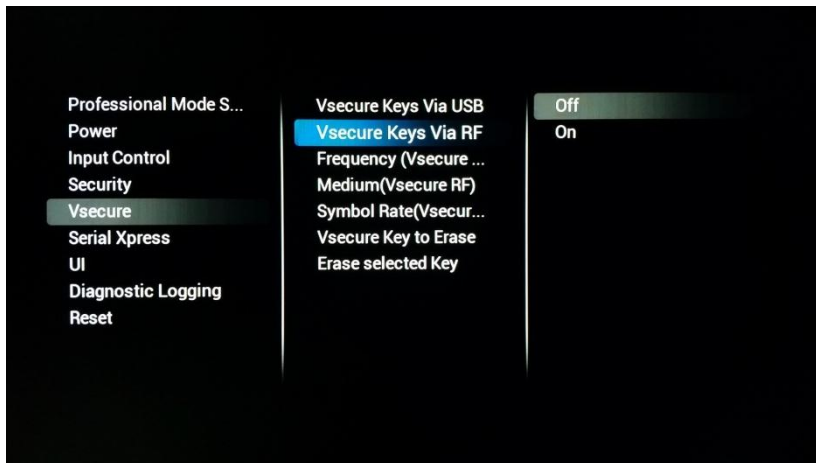 Professional Mode S...
Power
Input Control
Security
Vsecure
Serial Xpress
UI
Diagnostic Logging
Reset
Vsecure Keys Via USB
Vsecure Keys Via RF
Frequency (Vsecure ...
Medium(Vsecure RF)
Symbol Rate(Vsecur...
Vsecure Key to Erase
Erase selected Key
Off
On